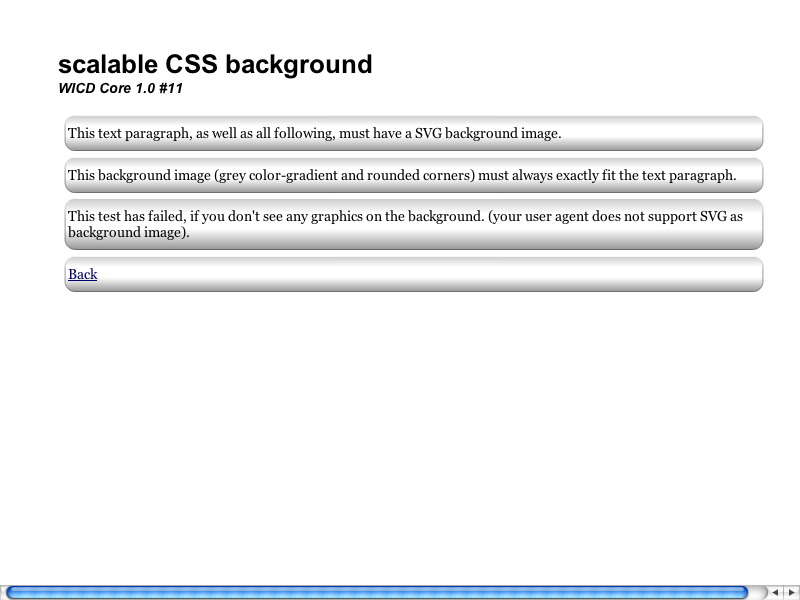 scalable CSS background
WICD Core 1.0 #11
This text paragraph, as well as all following, must have a SVG background image.
This background image (grey color-gradient and rounded corners) must always exactly fit the text paragraph.
This test has failed, if you don't see any graphics on the background. (your user agent does not support SVG as
background image).
Back